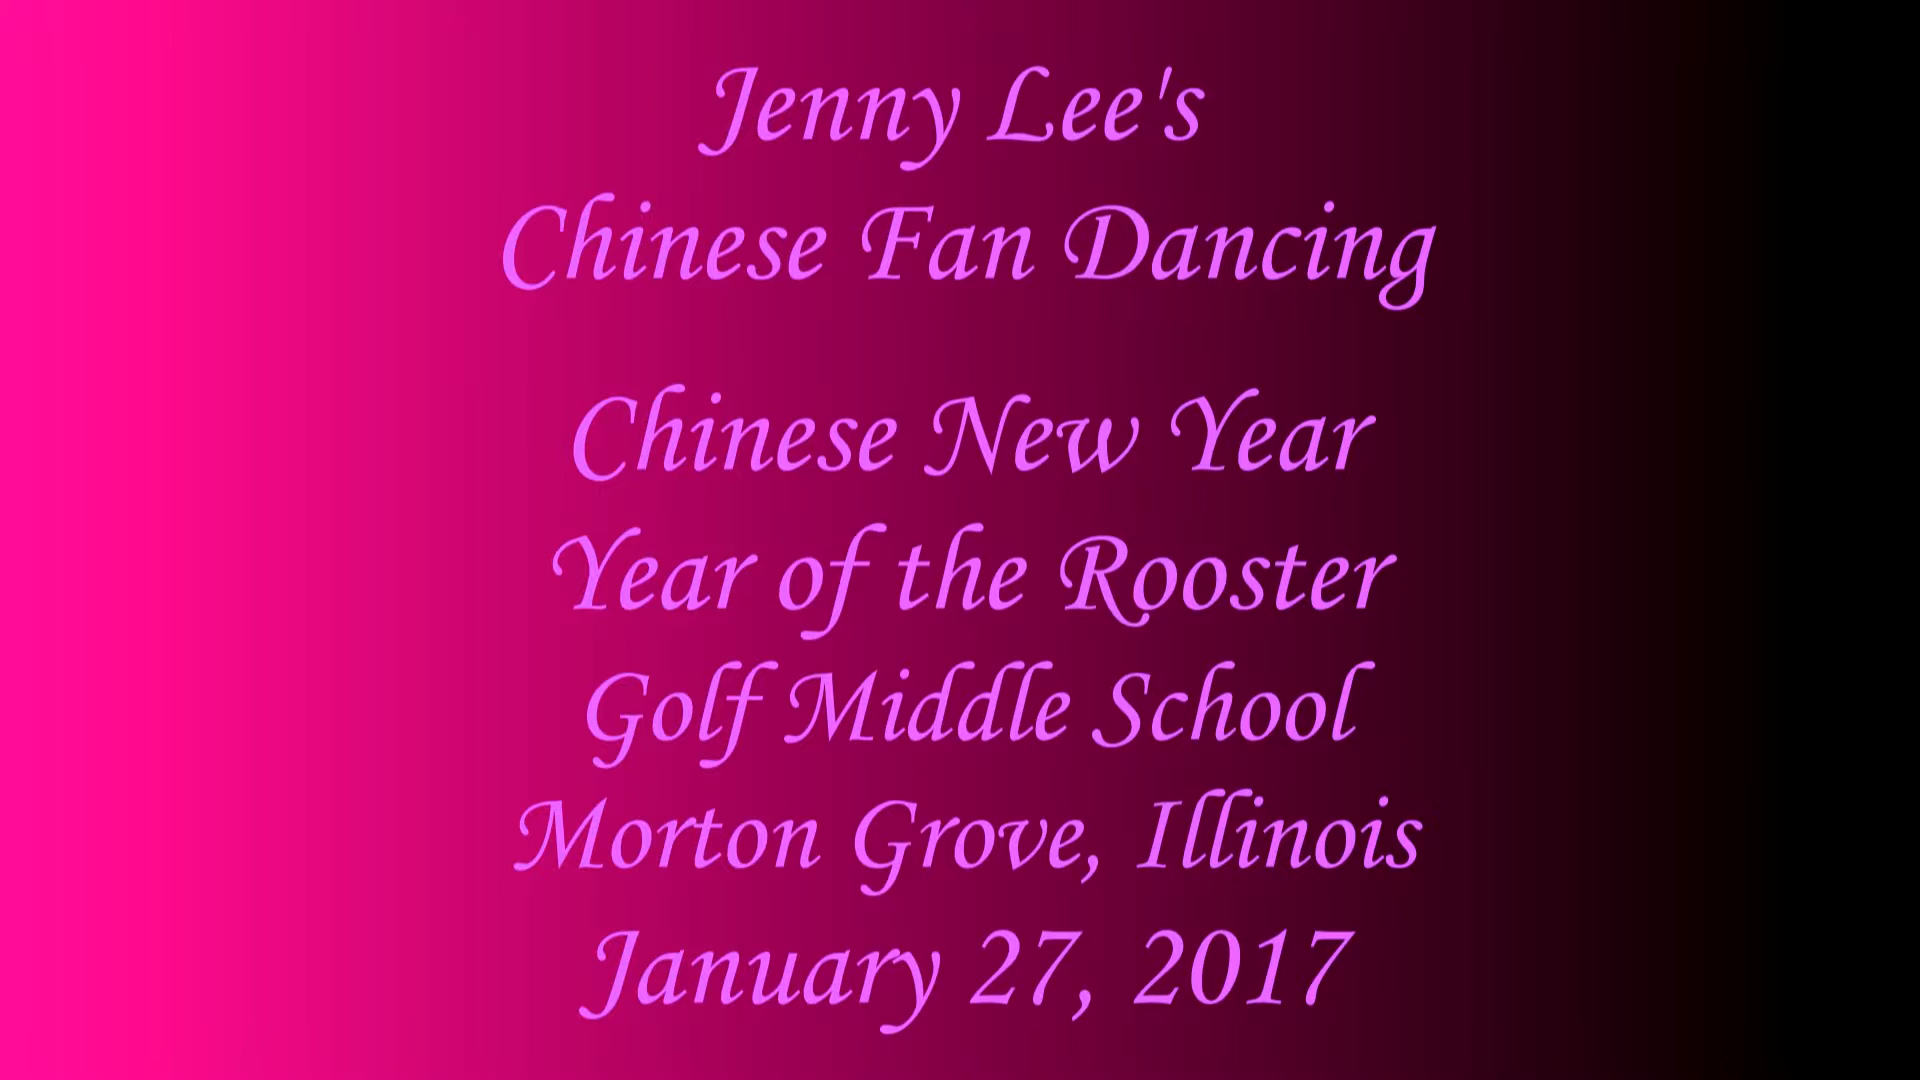 Jenny Lee's
Chinese Fan Dancing
Chinese New Year
Year of the Rooster
Golf Middle School
Morton Grove, Illinois
January 27, 2017